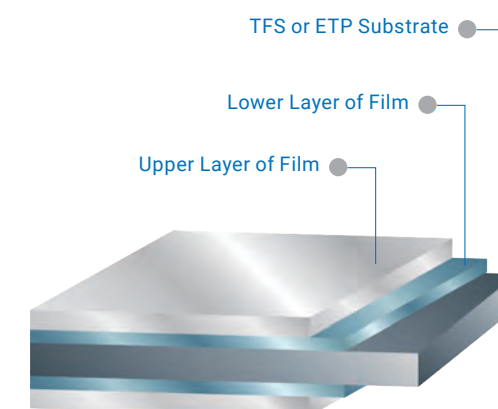 TFS or ETP Substrate
Lower Layer of Film
Upper Layer of Film